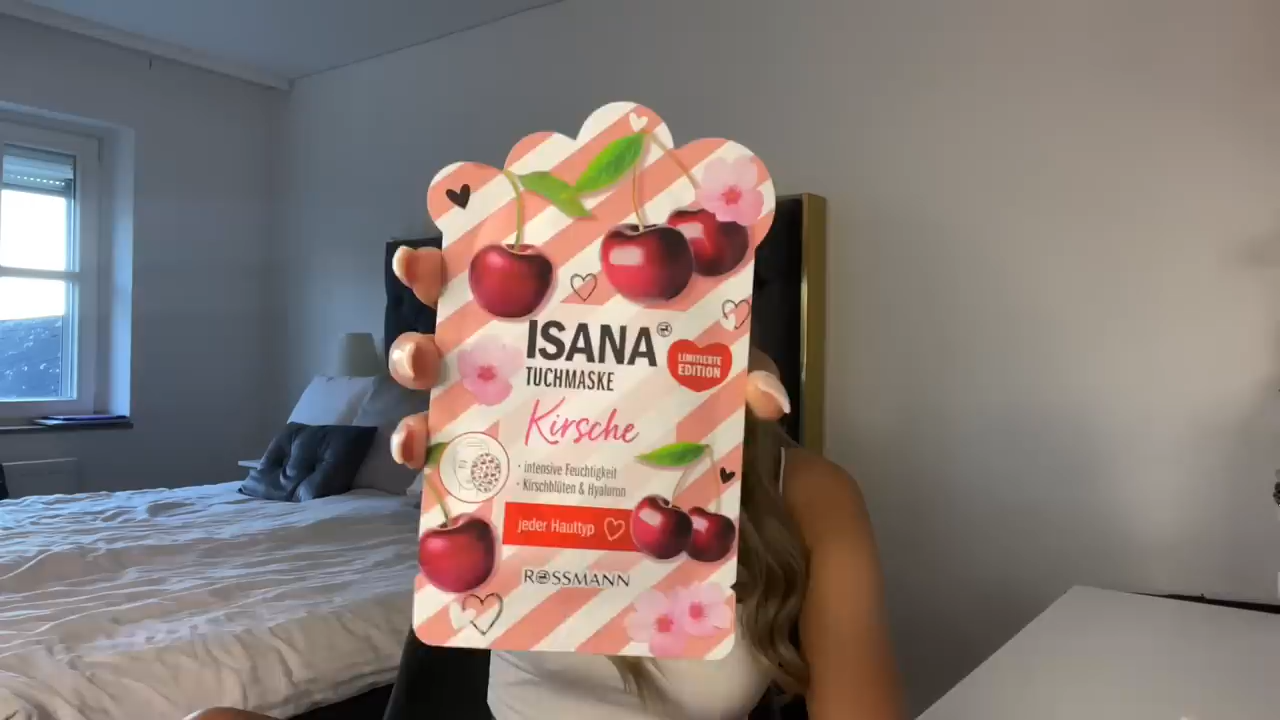 ISANA
TUCHMASKE
LIMITIERTE
EDITION
Kirsche
· intensive Feuchtigkeit
· Kirschblüten & Hyaluron
jeder Hauttyp
ROSSMANN